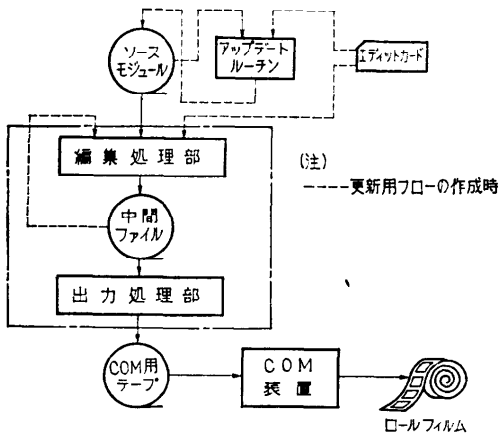 ソース
モジュール
アップデート
ルーチン
エディットカード
編集処理部
(注)
----更新用フローの作成時
中間
ファイル
出力処理部
COM用
テープ
COM
装置
ロールフィルム